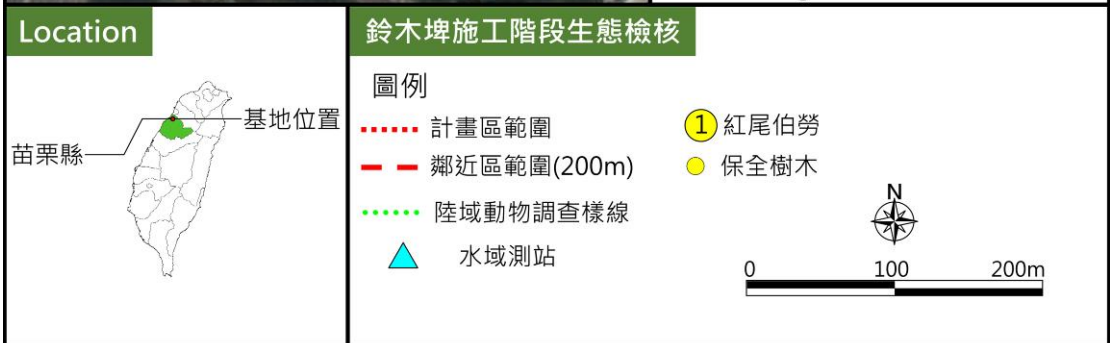 Location
基地位置
苗栗縣
鈴木埤施工階段生態檢核
圖例
計畫區範圍
鄰近區範圍(200m)
陸域動物調查樣線
水域測站
1 紅尾伯勞
保全樹木
N
0 100 200m